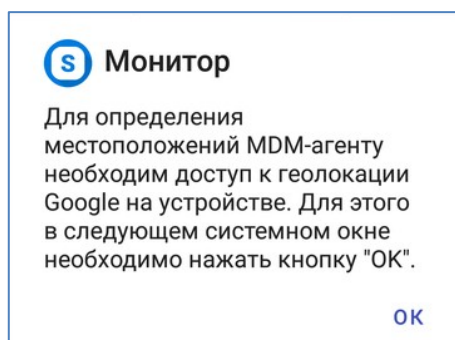 S Монитор
Для определения
местоположений MDM-агенту
необходим доступ к геолокации
Google на устройстве. Для этого
в следующем системном окне
необходимо нажать кнопку "OK".
ОК